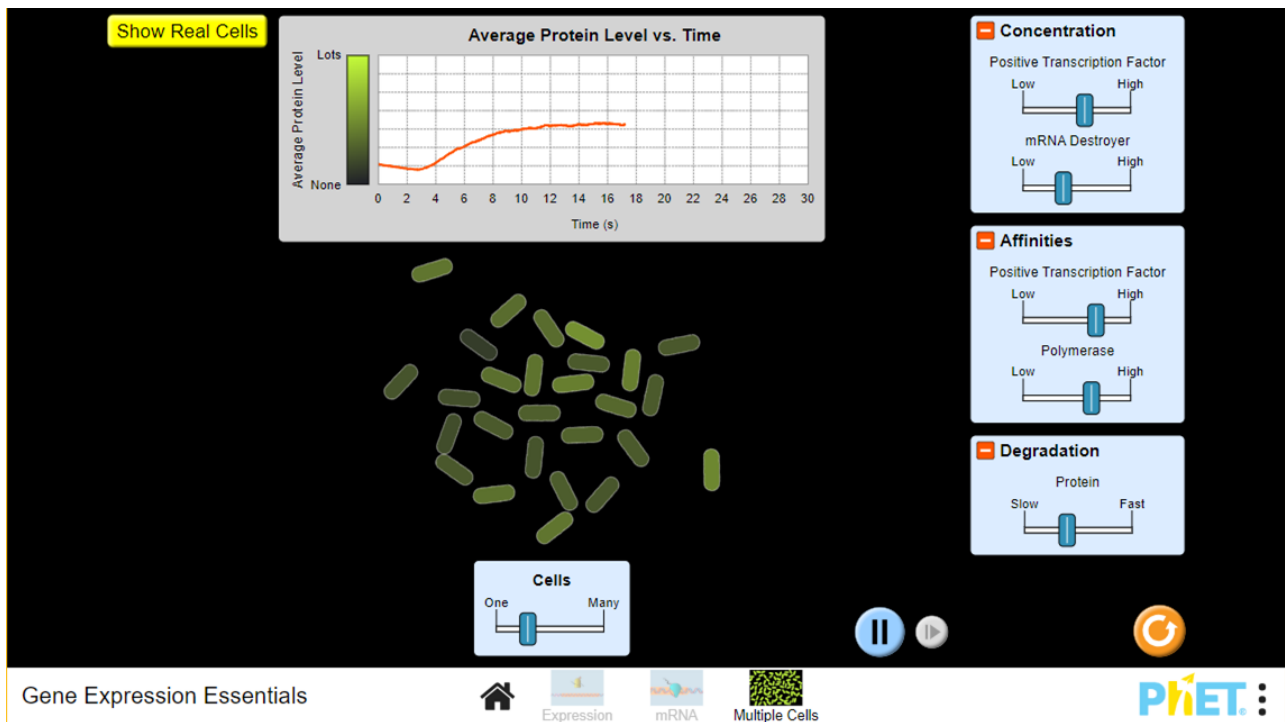 Show Real Cells
Average Protein Level vs. Time
Average Protein Level
Lots
None
0 2 4 6 8 10 12 14 16 18 20 22 24 26 28 30
Time (s)
Concentration
Positive Transcription Factor
Low High
mRNA Destroyer
Low High
Affinities
Positive Transcription Factor
Low High
Polymerase
Low High
Degradation
Protein
Slow Fast
Cells
One Many
Gene Expression Essentials
Expression
mRNA
Multiple Cells
PhET